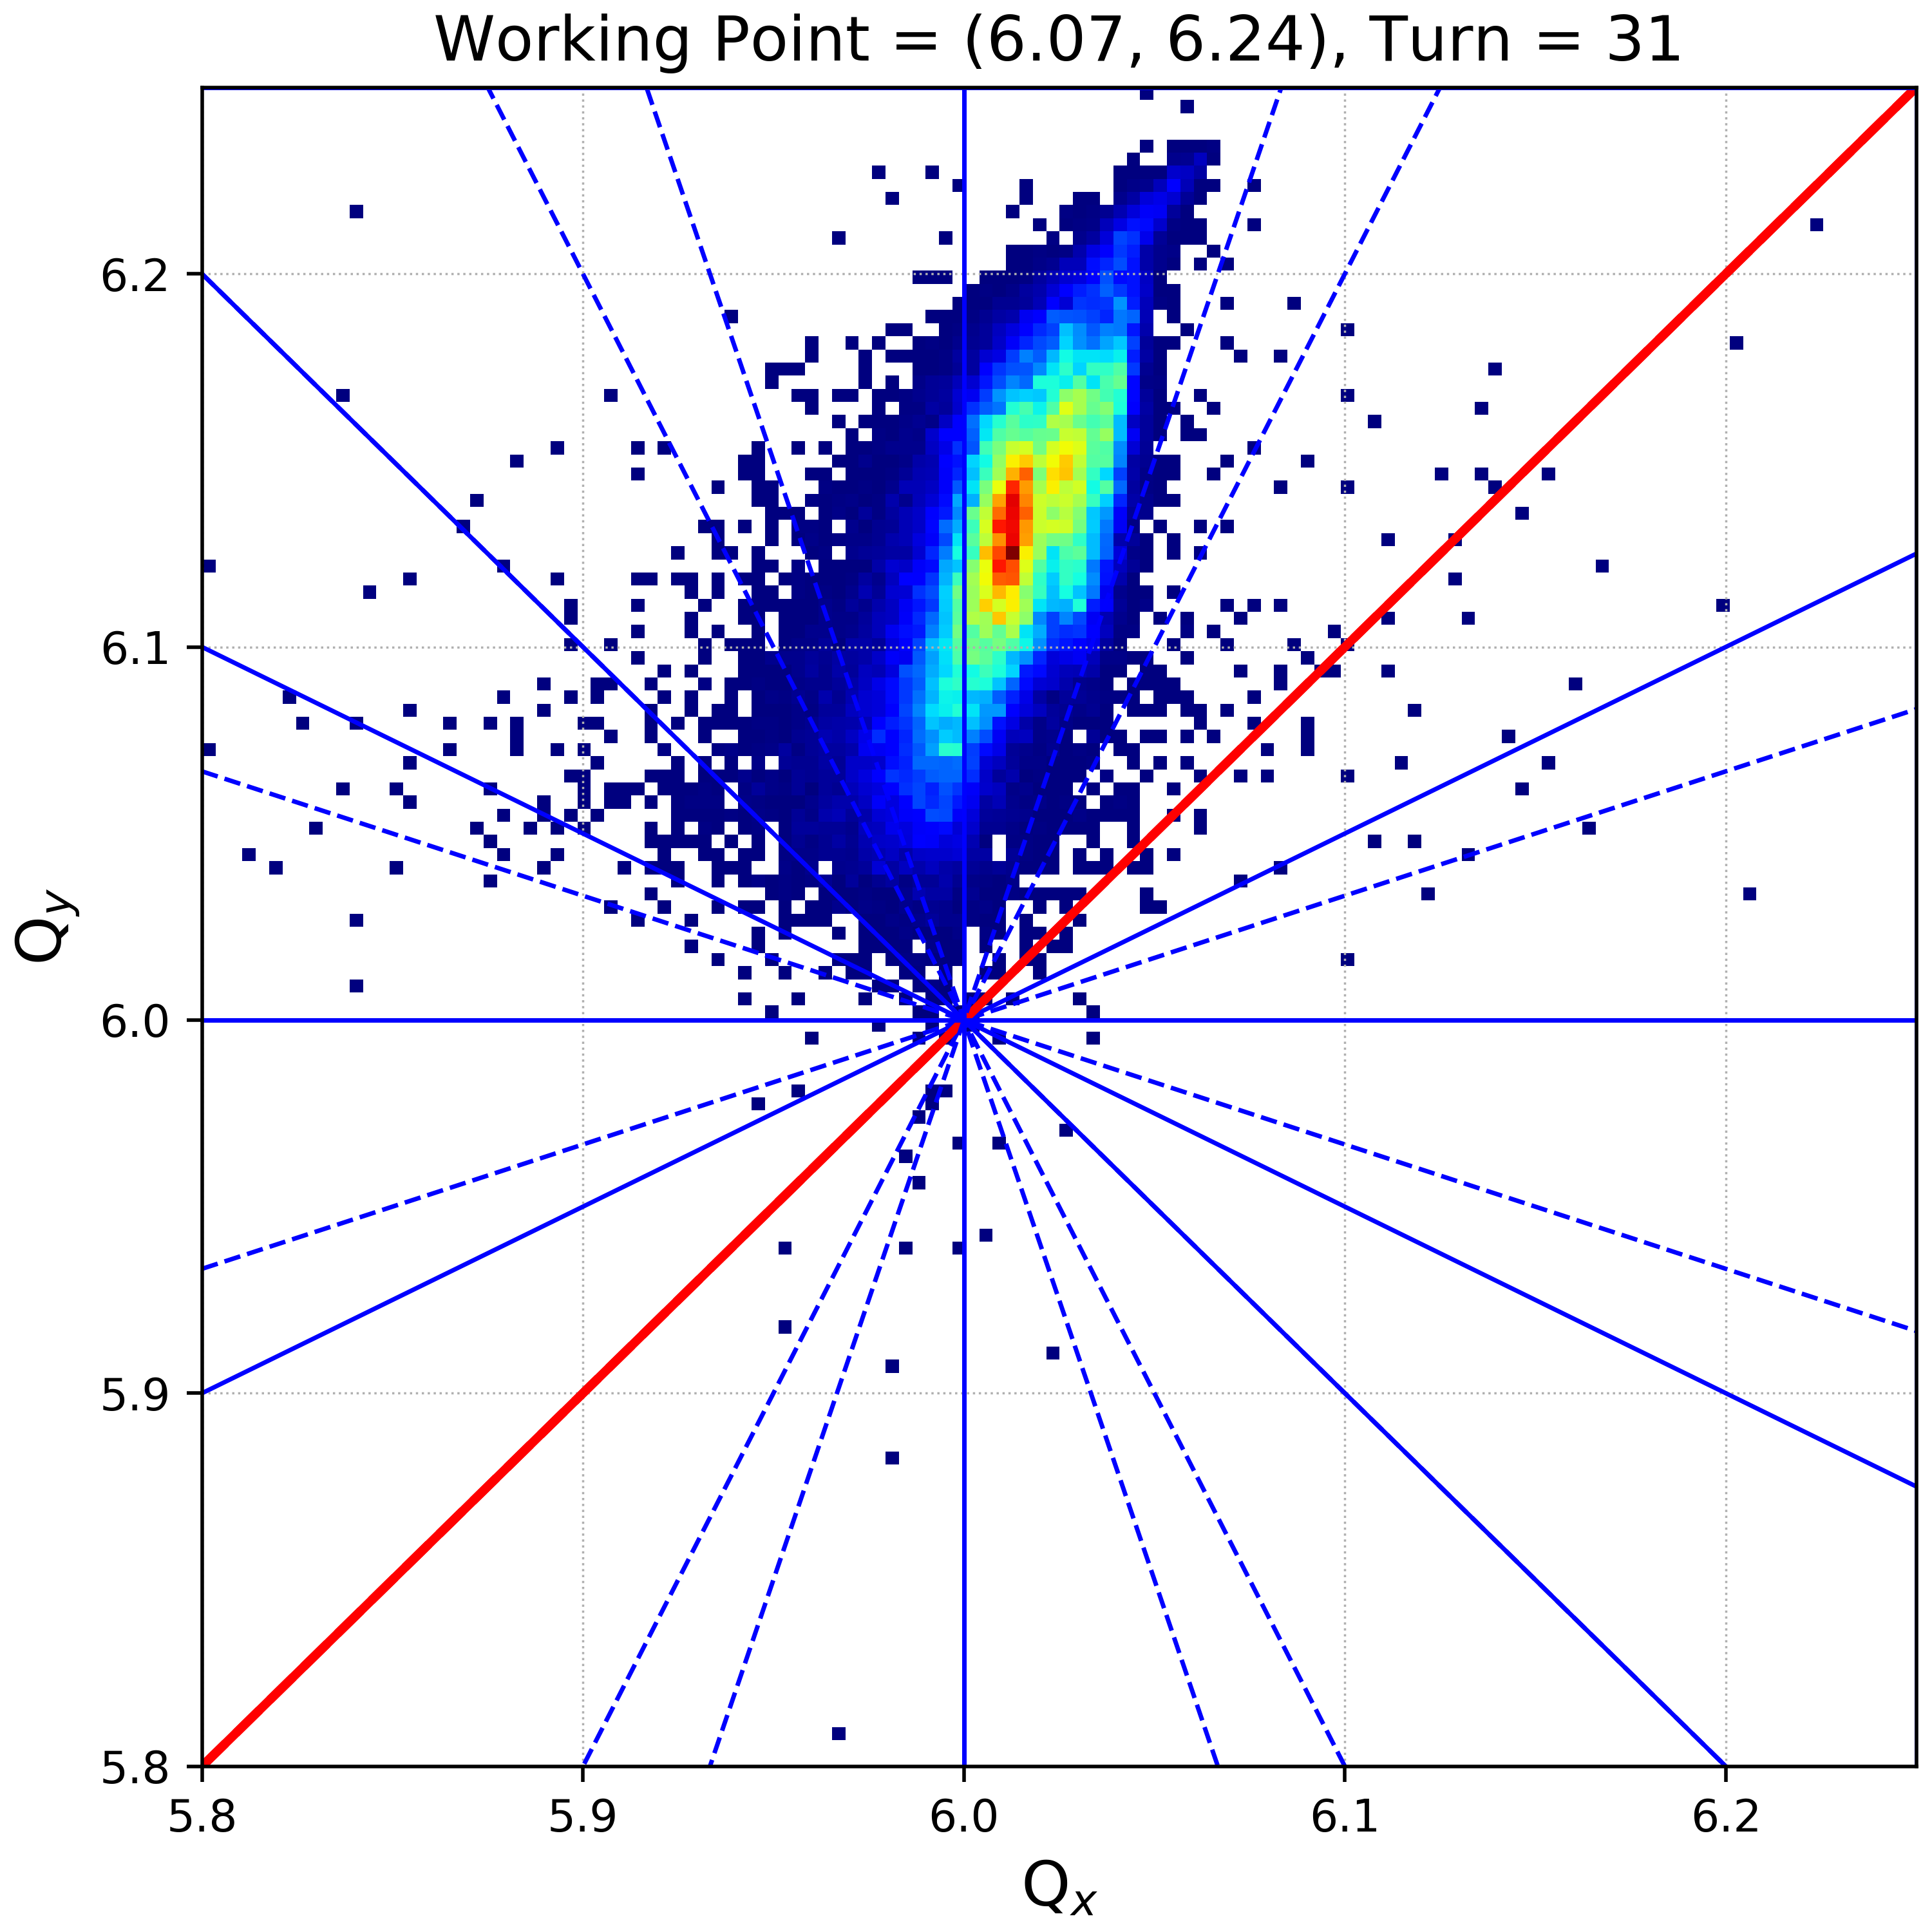 Working Point = (6.07, 6.24), Turn = 31
6.2
6.1
6.0
5.9
5.8
Qy
5.8 5.9 6.0 6.1 6.2
Qx